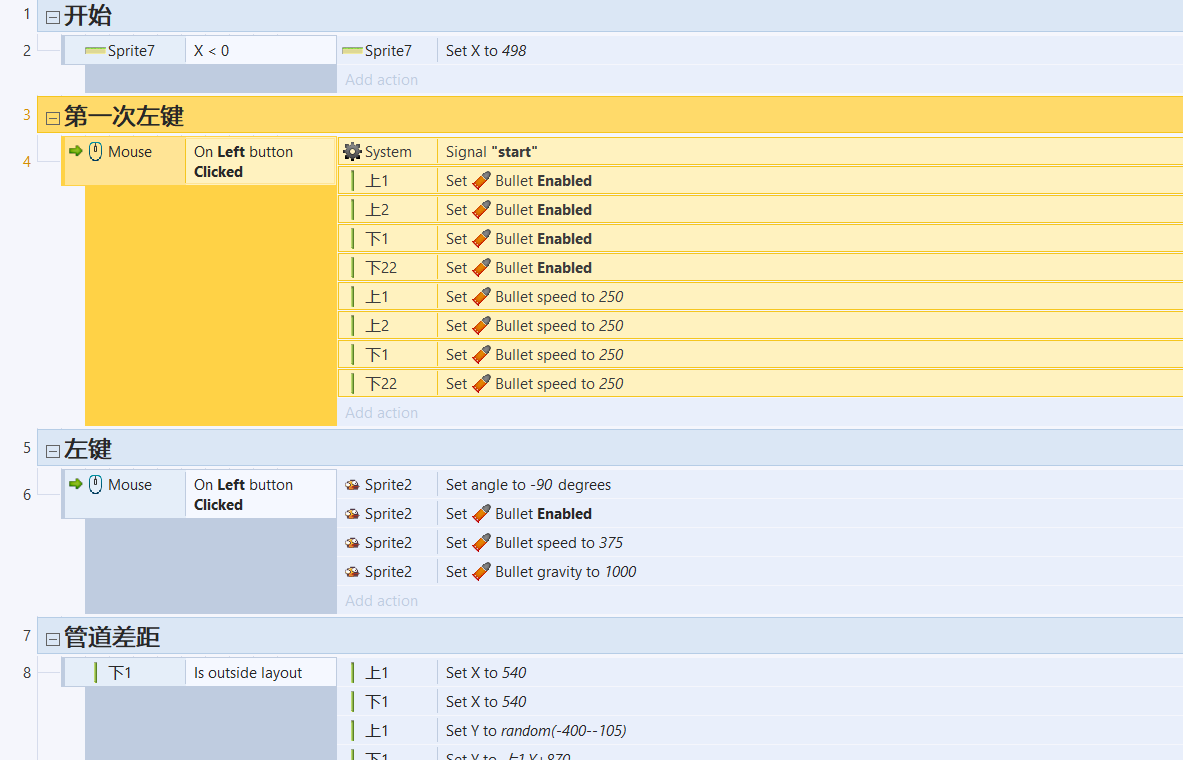 1 开始
2 Sprite7 X < 0 Sprite7 Set X to 498
Add action
3 第一次左键
4 Mouse On Left button Clicked System Signal "start"
上1 Set Bullet Enabled
上2 Set Bullet Enabled
下1 Set Bullet Enabled
下22 Set Bullet Enabled
上1 Set Bullet speed to 250
上2 Set Bullet speed to 250
下1 Set Bullet speed to 250
下22 Set Bullet speed to 250
Add action
5 左键
6 Mouse On Left button Clicked Sprite2 Set angle to -90 degrees
Sprite2 Set Bullet Enabled
Sprite2 Set Bullet speed to 375
Sprite2 Set Bullet gravity to 1000
Add action
7 管道差距
8 下1 Is outside layout 上1 Set X to 540
下1 Set X to 540
上1 Set Y to random(-400--105)
下1 Set Y to 上1.Y+870